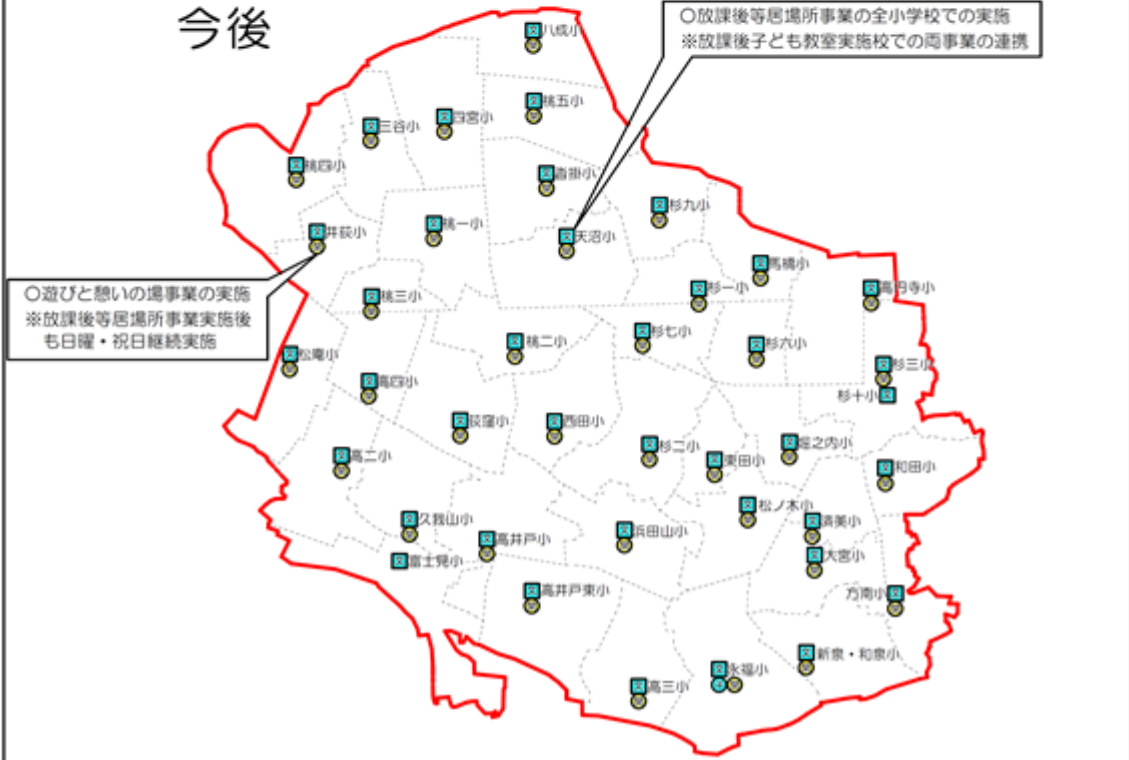 今後
○放課後等居場所事業の全小学校での実施
※放課後子ども教室実施校での両事業の連携
八成小
桃五小
四宮小
三谷小
桃四小
沓掛小
杉九小
桃一小
井荻小
天沼小
馬橋小
○遊びと憩いの場事業の実施
※放課後等居場所事業実施後
も日曜・祝日継続実施
桃三小
杉一小
高円寺小
杉七小
桃二小
杉六小
松庵小
杉三小
高四小
杉十小
荻窪小
西田小
杉二小
堀之内小
高二小
東田小
和田小
松ノ木小
久我山小
済美小
浜田山小
高井戸小
大宮小
富士見小
高井戸東小
方南小
新泉・和泉小
永福小
高三小